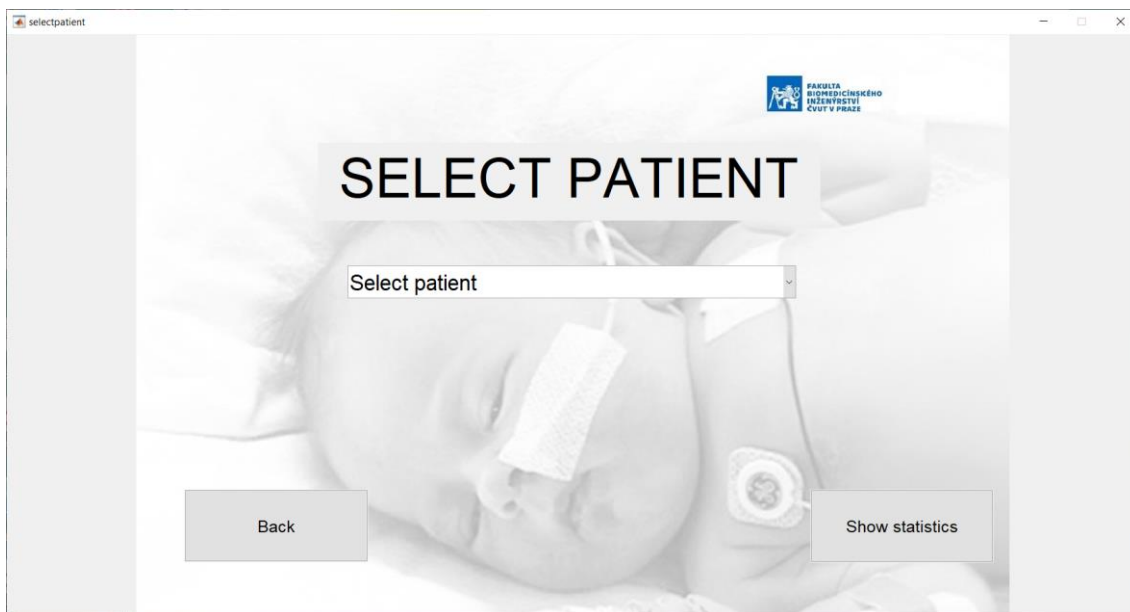 selectpatient
FAKULTA
BIOMEDICÍNSKÉHO
INŽENÝRSTVÍ
ČVUT V PRAZE
SELECT PATIENT
Select patient
Back
Show statistics